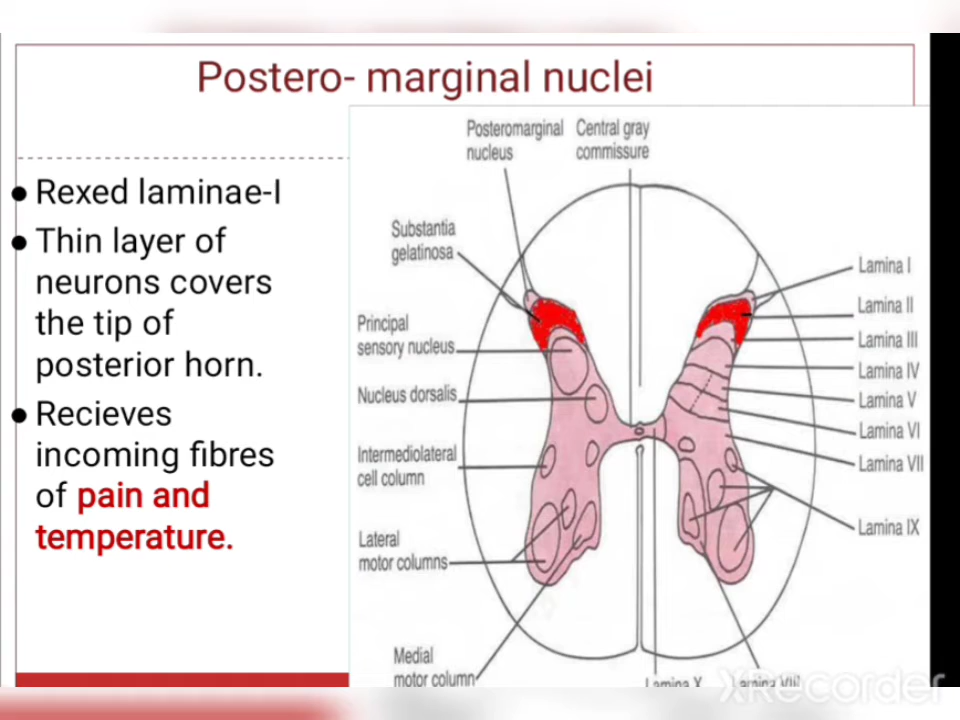 Postero- marginal nuclei
Rexed laminae-I
Thin layer of
neurons covers
the tip of
posterior horn.
Recieves
incoming fibres
of pain and
temperature.
Posteromarginal
nucleus
Central gray
commissure
Substantia
gelatinosa
Principal
sensory nucleus
Nucleus dorsalis
Intermediolateral
cell column
Lateral
motor columns
Medial
motor column
Lamina I
Lamina II
Lamina III
Lamina IV
Lamina V
Lamina VI
Lamina VII
Lamina IX
Lamina X
Lamina VIII
XRecorder